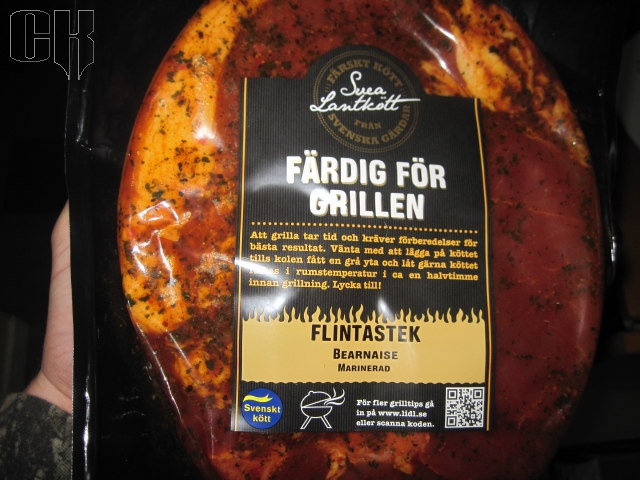 CK
FÄRSKT KÖTT
Svea
Lantkött
FRÅN
SVENSKA GÅRDAR
FÄRDIG FÖR
GRILLEN
Att grilla tar tid och kräver förberedelser för
bästa resultat. Vänta med att lägga på köttet
tills kolen fått en grå yta och låt gärna köttet
i rumstemperatur i ca en halvtimme
innan grillning. Lycka till!
FLINTASTEK
BEARNAISE
MARINERAD
Svenskt
kött
För fler grilltips gå
in på www.lidl.se
eller scanna koden.